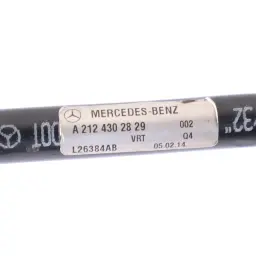 MERCEDES-BENZ
A 212 430 28 29 002
VRT Q4
L26384AB 05.02.14